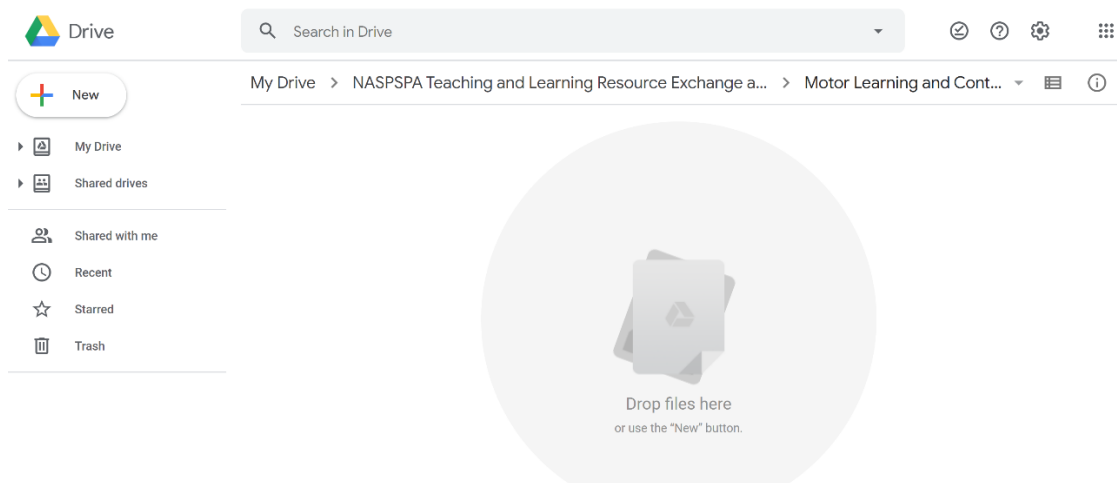 Drive
Search in Drive
New
My Drive > NASPSPA Teaching and Learning Resource Exchange a... > Motor Learning and Cont...
My Drive
Shared drives
Shared with me
Recent
Starred
Trash
Drop files here
or use the “New” button.